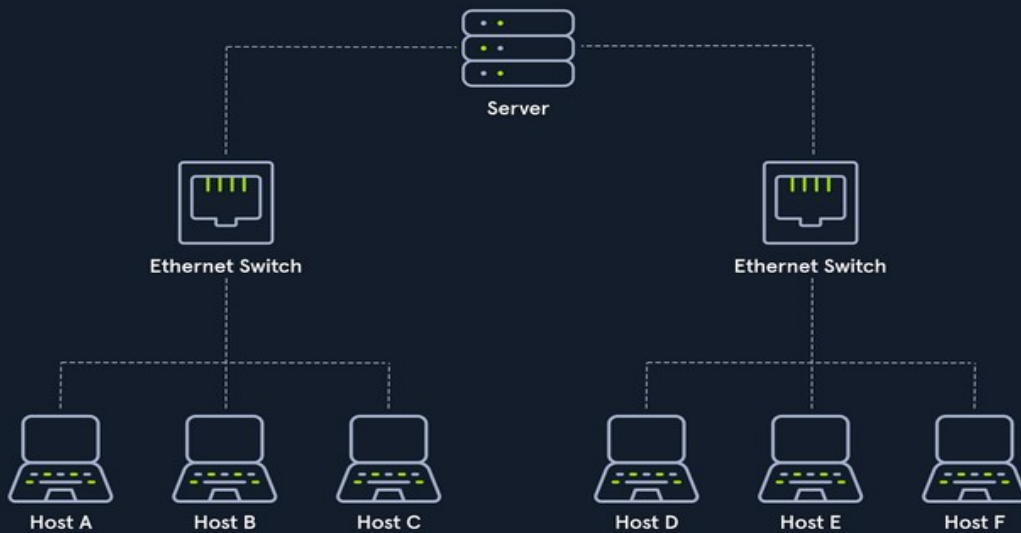 Server
Ethernet Switch
Ethernet Switch
Host A
Host B
Host C
Host D
Host E
Host F